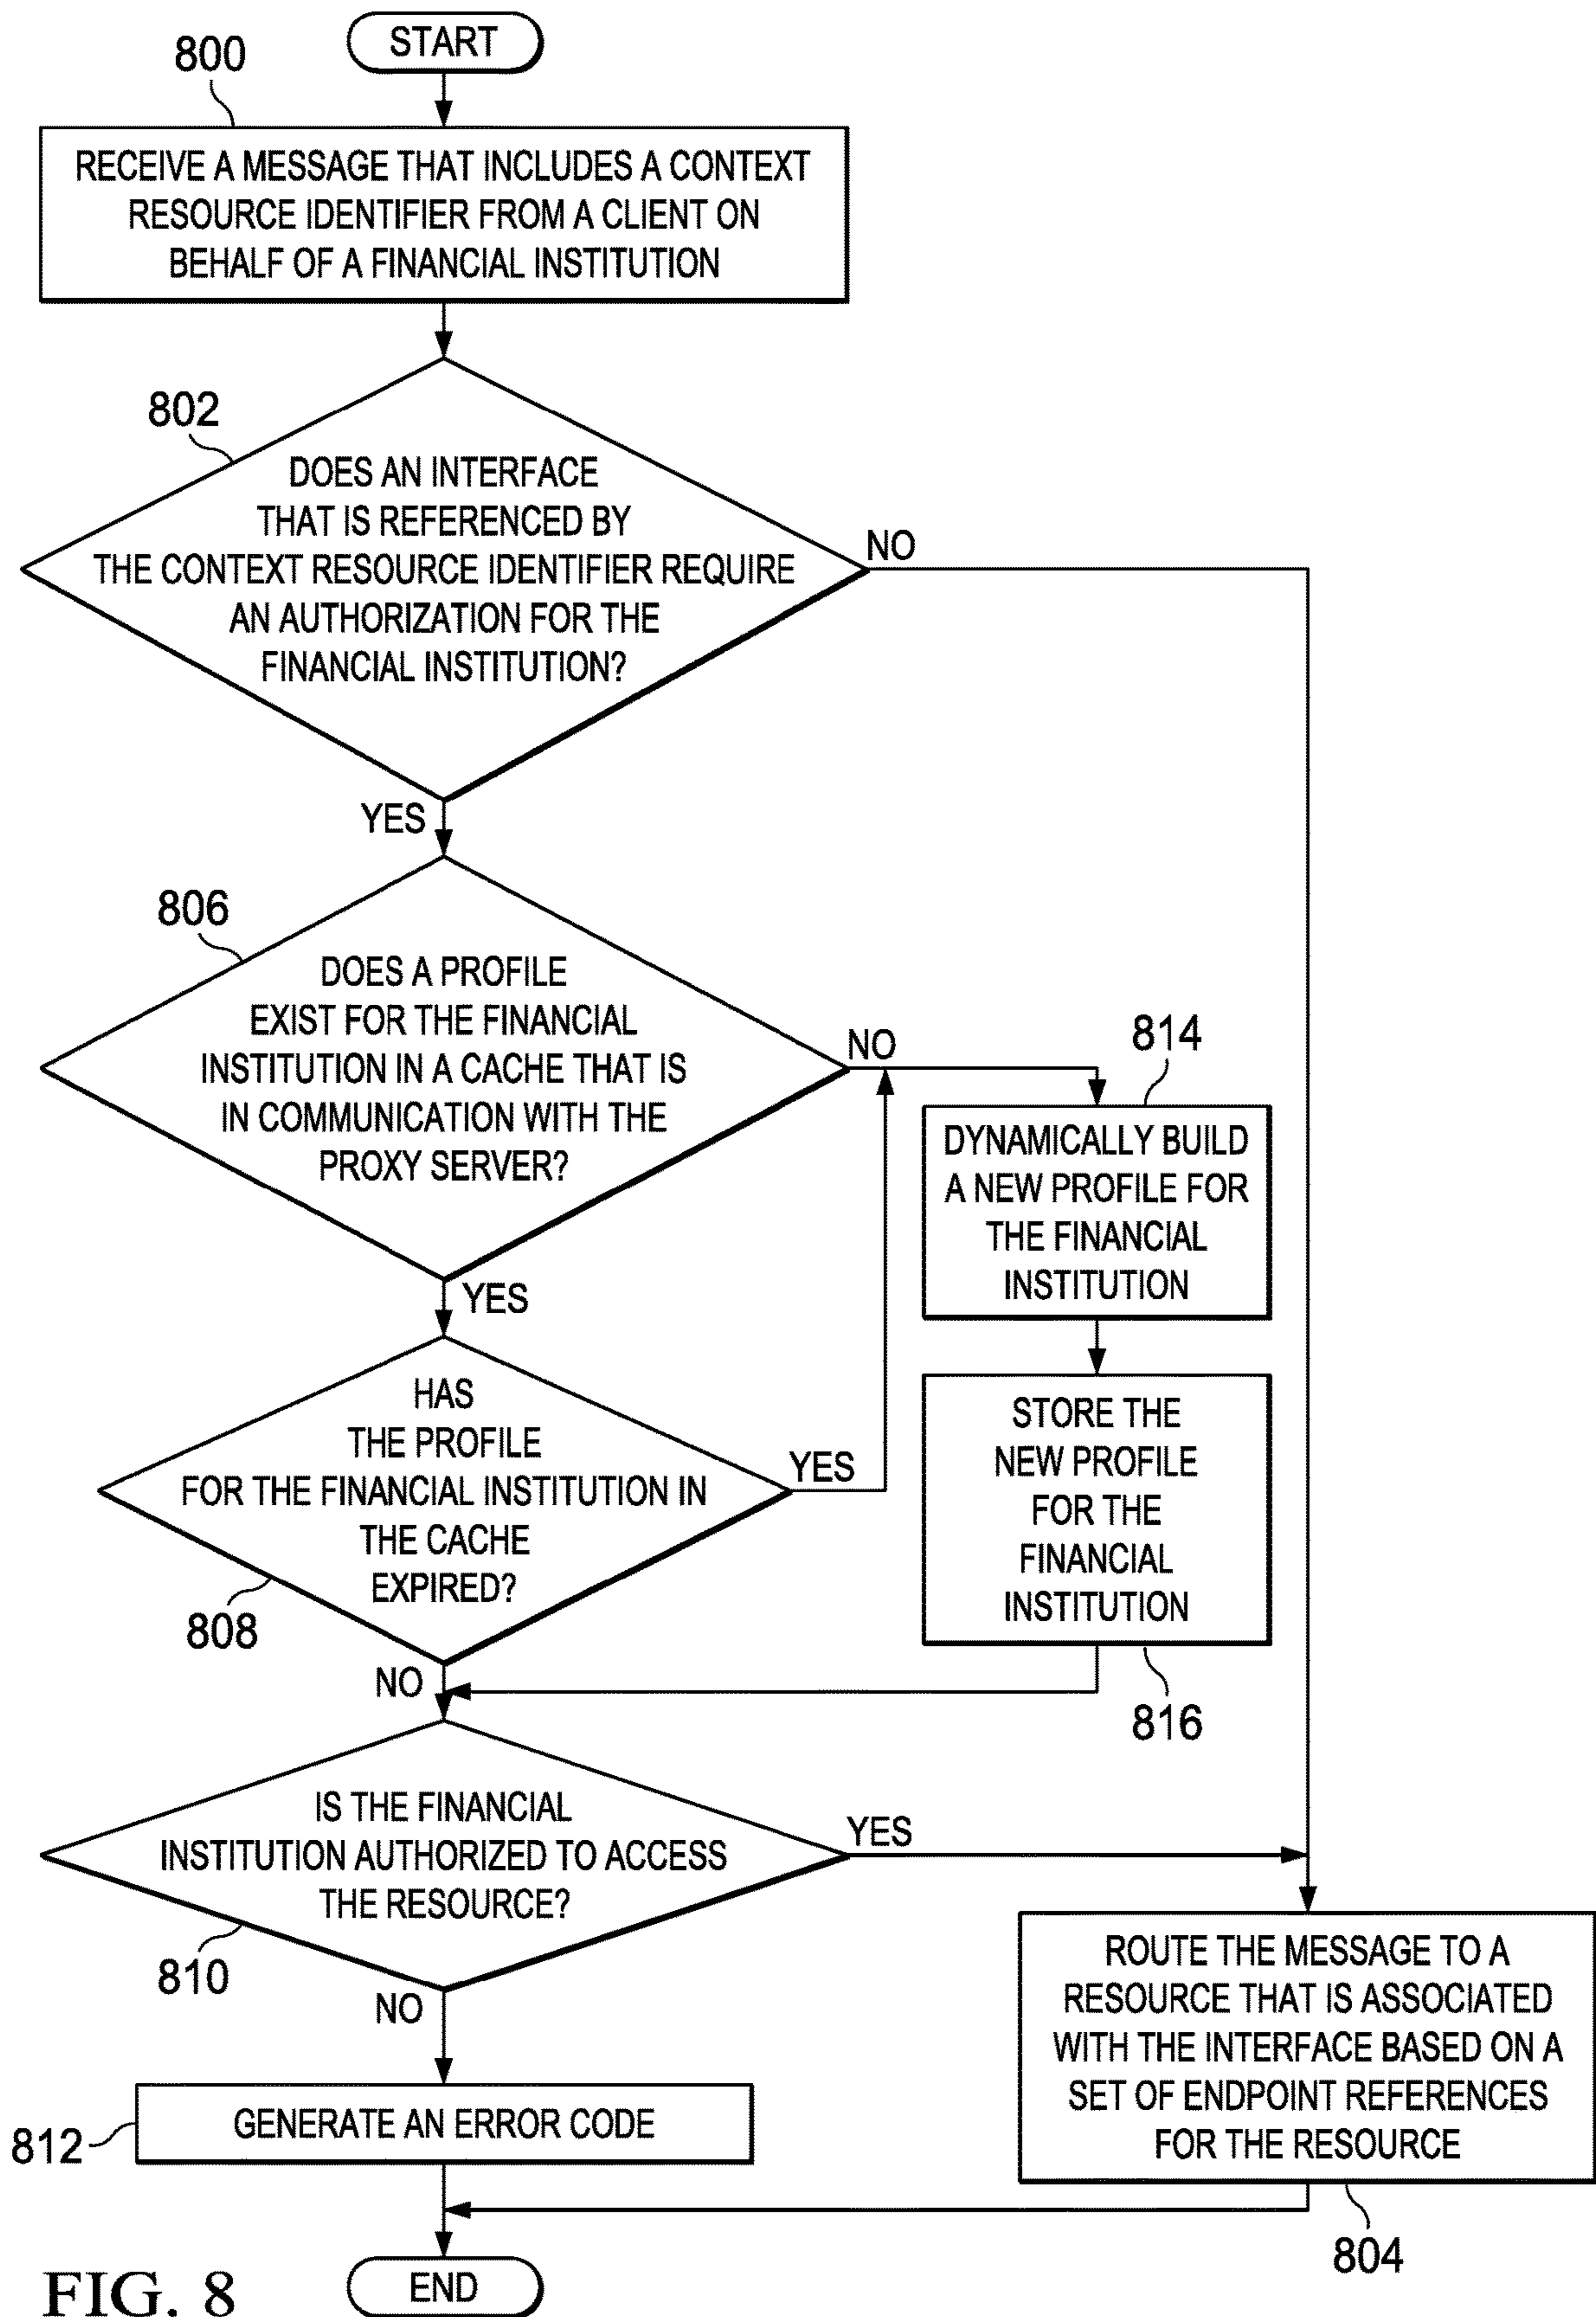 START
800
RECEIVE A MESSAGE THAT INCLUDES A CONTEXT
RESOURCE IDENTIFIER FROM A CLIENT ON
BEHALF OF A FINANCIAL INSTITUTION
802
DOES AN INTERFACE
THAT IS REFERENCED BY
THE CONTEXT RESOURCE IDENTIFIER REQUIRE
AN AUTHORIZATION FOR THE
FINANCIAL INSTITUTION?
NO
YES
806
DOES A PROFILE
EXIST FOR THE FINANCIAL
INSTITUTION IN A CACHE THAT IS
IN COMMUNICATION WITH THE
PROXY SERVER?
NO
YES
814
DYNAMICALLY BUILD
A NEW PROFILE FOR
THE FINANCIAL
INSTITUTION
HAS
THE PROFILE
FOR THE FINANCIAL INSTITUTION IN
THE CACHE
EXPIRED?
YES
808
NO
STORE THE
NEW PROFILE
FOR THE
FINANCIAL
INSTITUTION
816
IS THE FINANCIAL
INSTITUTION AUTHORIZED TO ACCESS
THE RESOURCE?
YES
810
NO
ROUTE THE MESSAGE TO A
RESOURCE THAT IS ASSOCIATED
WITH THE INTERFACE BASED ON A
SET OF ENDPOINT REFERENCES
FOR THE RESOURCE
804
GENERATE AN ERROR CODE
812
END
FIG. 8